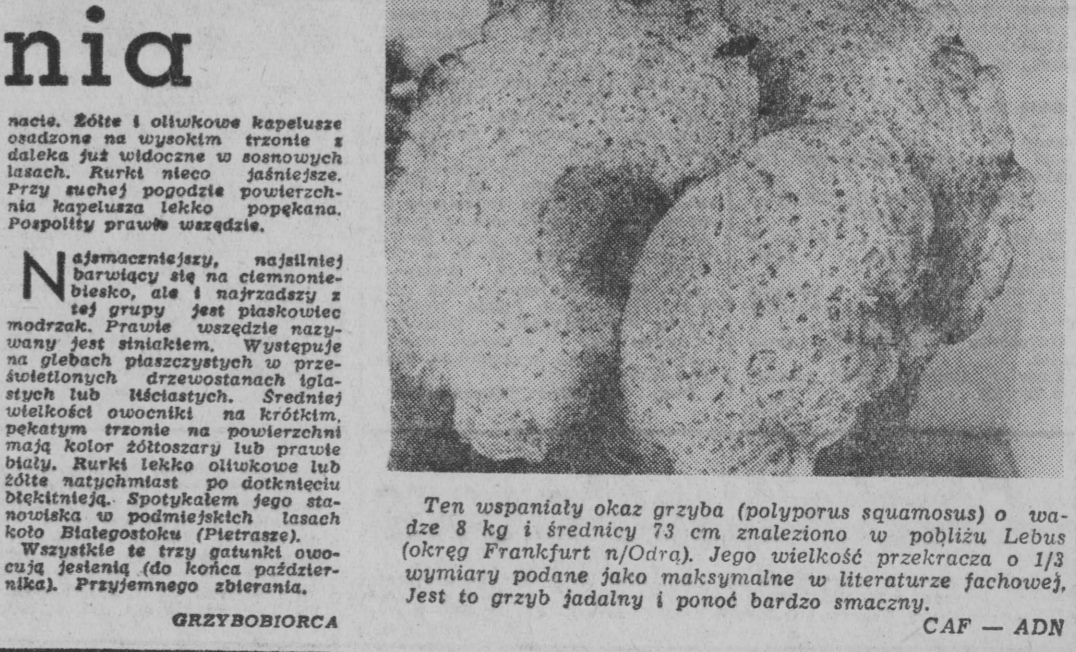 nia
nacie. Żółte i oliwkowe kapelusze
osadzone na wysokim trzonie z
daleka już widoczne w sosnowych
lasach. Rurki nieco jaśniejsze.
Przy suchej pogodzie powierzch-
nia kapelusza lekko popękana.
Pospolity prawie wszędzie.
Najsmaczniejszy, najsilniej
barwiący się na ciemnonie-
biesko, ale i najrzadszy z
tej grupy jest piaskowiec
modrzak. Prawie wszędzie nazy-
wany jest siniakiem. Występuje
na glebach piaszczystych w prze-
świetlonych drzewostanach igla-
stych lub liściastych. Średniej
wielkości owocniki na krótkim,
pękatym trzonie na powierzchni
mają kolor żółtoszary lub prawie
biały. Rurki lekko oliwkowe lub
żółte natychmiast po dotknięciu
błękitnieją. Spotykałem jego sta-
nowiska w podmiejskich lasach
koło Białegostoku (Pietrasze).
Wszystkie te trzy gatunki owo-
cują jesienią (do końca paździer-
nika). Przyjemnego zbierania.
GRZYBOBIORCA
Ten wspaniały okaz grzyba (polyporus squamosus) o wa-
dze 8 kg i średnicy 73 cm znaleziono w pobliżu Lebus
(okręg Frankfurt n/Odrą). Jego wielkość przekracza o 1/3
wymiary podane jako maksymalne w literaturze fachowej.
Jest to grzyb jadalny i ponoć bardzo smaczny.
CAF — ADN